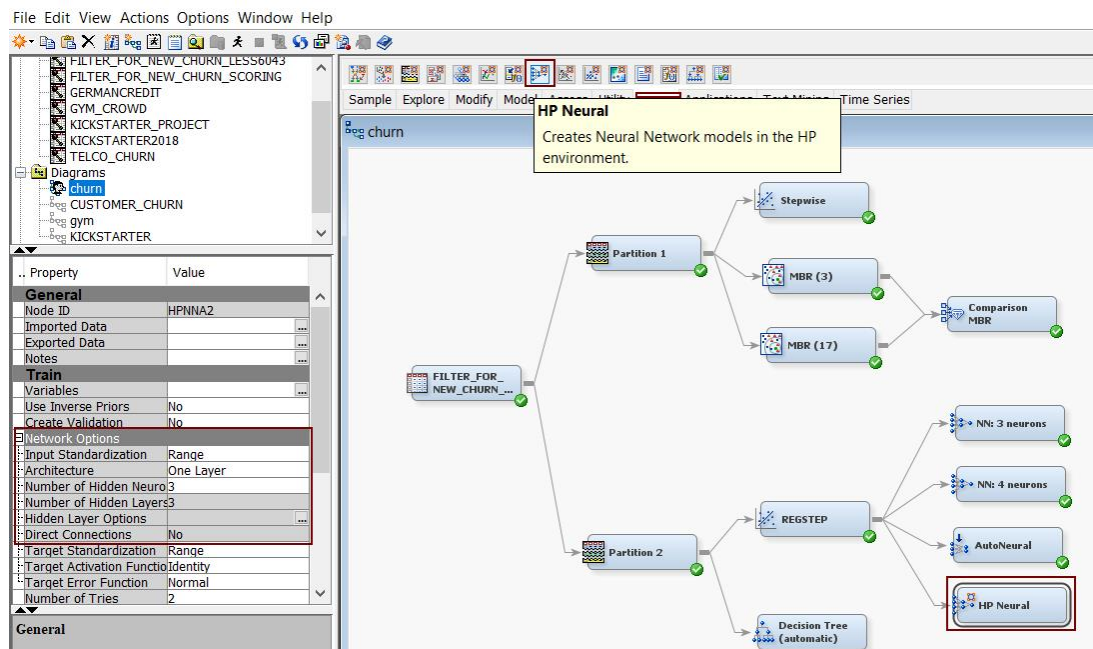 File Edit View Actions Options Window Help
FILTER_FOR_NEW_CHURN_LESS6043
FILTER_FOR_NEW_CHURN_SCORING
GERMANCREDIT
GYM_CROWD
KICKSTARTER_PROJECT
KICKSTARTER2018
TELCO_CHURN
Diagrams
churn
CUSTOMER_CHURN
gym
KICKSTARTER
.. Property Value
General
Node ID HPNNA2
Imported Data ...
Exported Data ...
Notes ...
Train
Variables ...
Use Inverse Priors No
Create Validation No
Network Options
Input Standardization Range
Architecture One Layer
Number of Hidden Neuro 3
Number of Hidden Layers 3
Hidden Layer Options ...
Direct Connections No
Target Standardization Range
Target Activation Functio Identity
Target Error Function Normal
Number of Tries 2
General
Sample Explore Modify Model Time Series
HP Neural
Creates Neural Network models in the HP
environment.
churn
Stepwise
Partition 1
MBR (3)
Comparison
MBR
MBR (17)
FILTER_FOR_
NEW_CHURN_...
NN: 3 neurons
NN: 4 neurons
REGSTEP
AutoNeural
Partition 2
HP Neural
Decision Tree
(automatic)